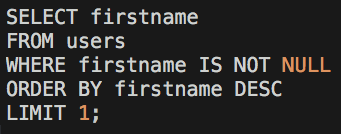 SELECT firstname
FROM users
WHERE firstname IS NOT NULL
ORDER BY firstname DESC
LIMIT 1;